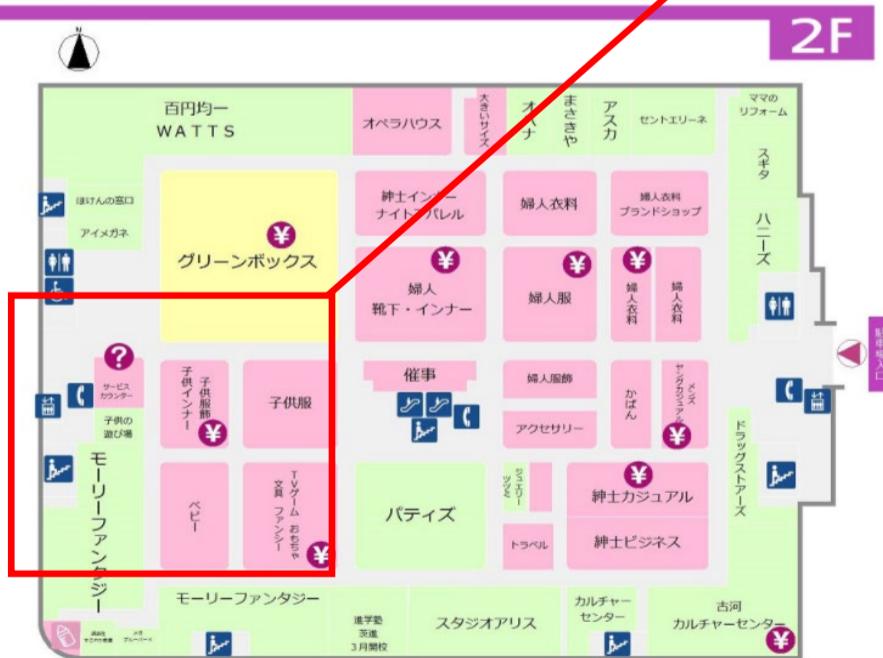 2F
N
百円均一
WATTS
オペラハウス
大きいサイズ
オハナ
まさきや
アスカ
セントエリーネ
ママの
リフォーム
スギタ
ハニーズ
ほけんの窓口
アイメガネ
グリーンボックス
紳士インナー
ナイトアパレル
婦人衣料
婦人衣料
ブランドショップ
婦人
靴下・インナー
婦人服
婦人衣料
婦人衣料
駐車場入口
サービス
カウンター
子供の
遊び場
子供服飾
子供インナー
子供服
催事
婦人服飾
アクセサリー
かばん
メンズ
ヤングカジュアル
ドラッグストアーズ
モーリーファンタジー
ベビー
TVゲーム おもちゃ
文具 ファンシー
パティズ
ジュエリー
ツツミ
トラベル
紳士カジュアル
紳士ビジネス
モーリーファンタジー
進学塾
茨進
3月開校
スタジオアリス
カルチャー
センター
古河
カルチャーセンター